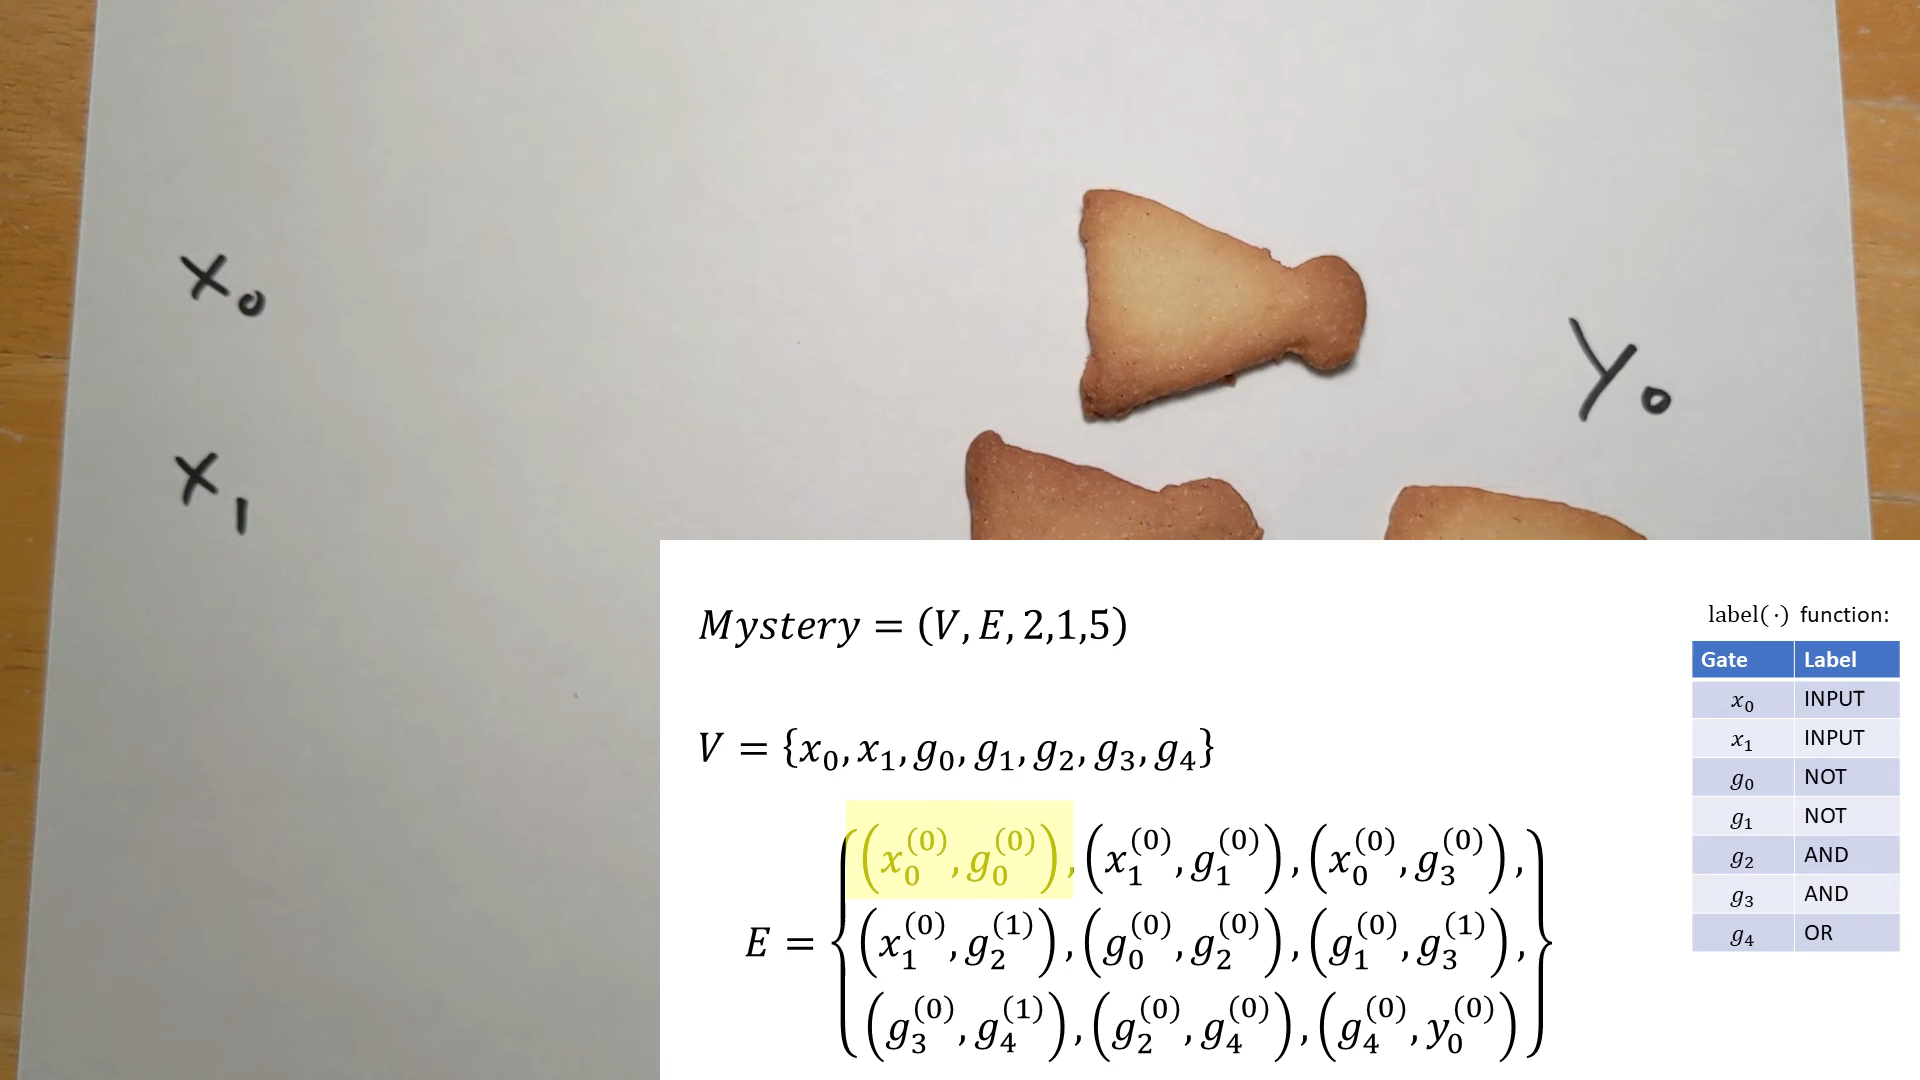 x₀
x₁
y₀
Mystery = (V, E, 2,1,5)
V = {x₀, x₁, g₀, g₁, g₂, g₃, g₄}
E = { (x₀⁽⁰⁾, g₀⁽⁰⁾), (x₁⁽⁰⁾, g₁⁽⁰⁾), (x₀⁽⁰⁾, g₃⁽⁰⁾),
(x₁⁽⁰⁾, g₂⁽¹⁾), (g₀⁽⁰⁾, g₂⁽⁰⁾), (g₁⁽⁰⁾, g₃⁽¹⁾),
(g₃⁽⁰⁾, g₄⁽¹⁾), (g₂⁽⁰⁾, g₄⁽⁰⁾), (g₄⁽⁰⁾, y₀⁽⁰⁾) }
label(·) function:
Gate Label
x₀ INPUT
x₁ INPUT
g₀ NOT
g₁ NOT
g₂ AND
g₃ AND
g₄ OR